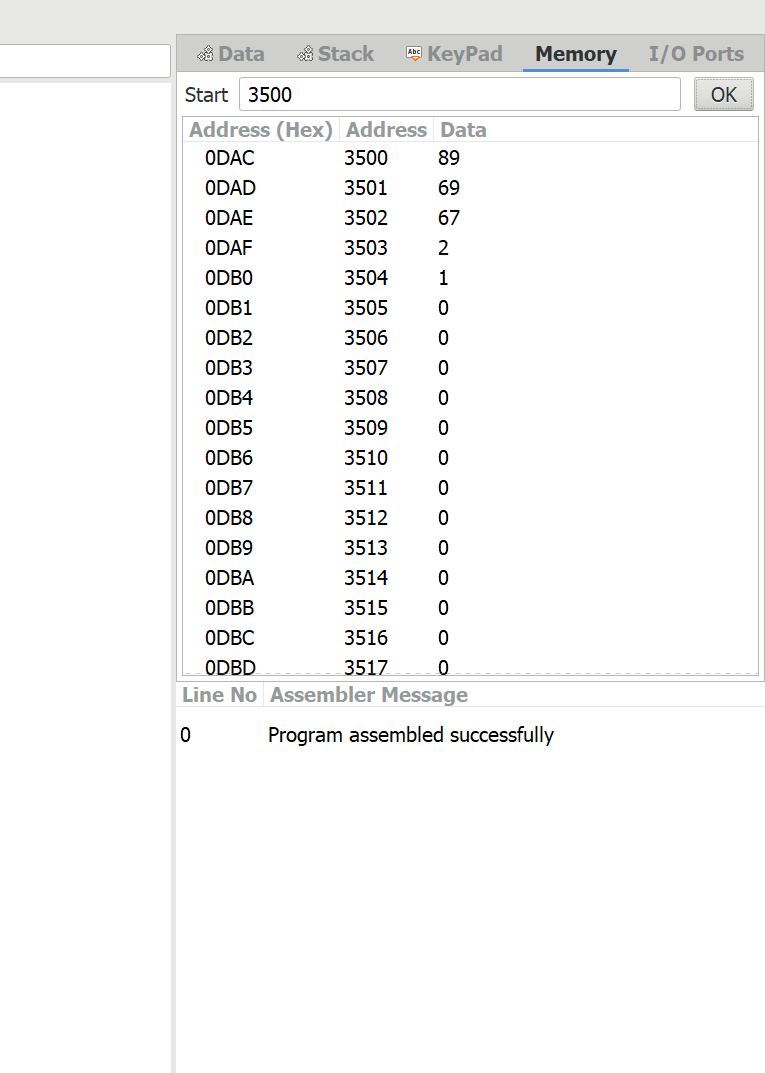 Data Stack Abc KeyPad Memory I/O Ports
Start 3500 OK
Address (Hex) Address Data
0DAC 3500 89
0DAD 3501 69
0DAE 3502 67
0DAF 3503 2
0DB0 3504 1
0DB1 3505 0
0DB2 3506 0
0DB3 3507 0
0DB4 3508 0
0DB5 3509 0
0DB6 3510 0
0DB7 3511 0
0DB8 3512 0
0DB9 3513 0
0DBA 3514 0
0DBB 3515 0
0DBC 3516 0
0DBD 3517 0
Line No Assembler Message
0 Program assembled successfully